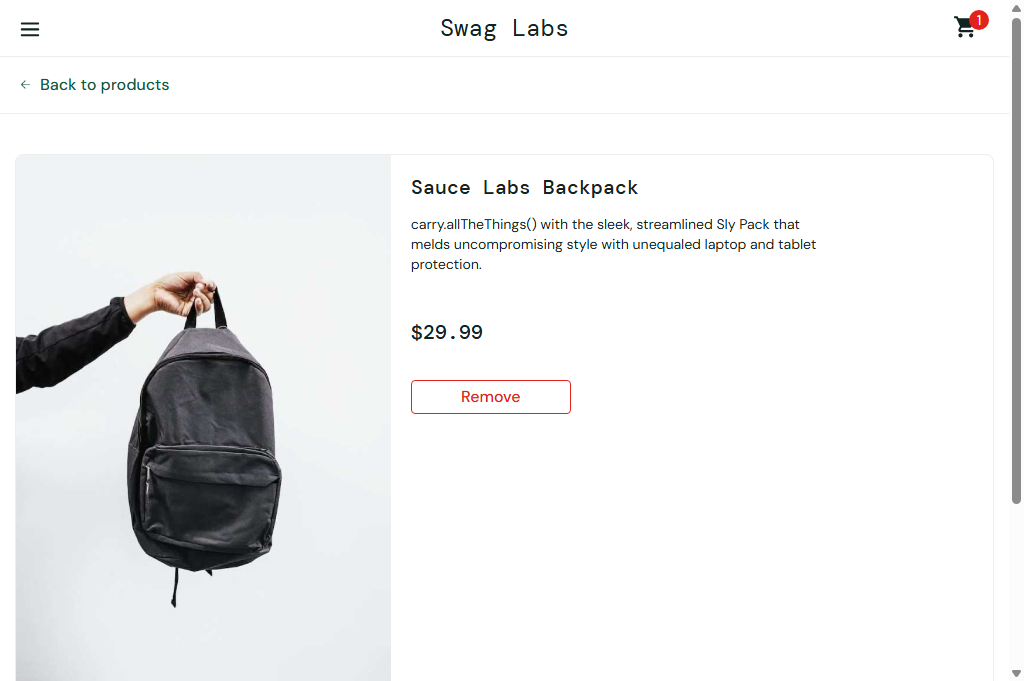 Swag Labs
1
Back to products
Sauce Labs Backpack
carry.allTheThings() with the sleek, streamlined Sly Pack that
melds uncompromising style with unequaled laptop and tablet
protection.
$29.99
Remove